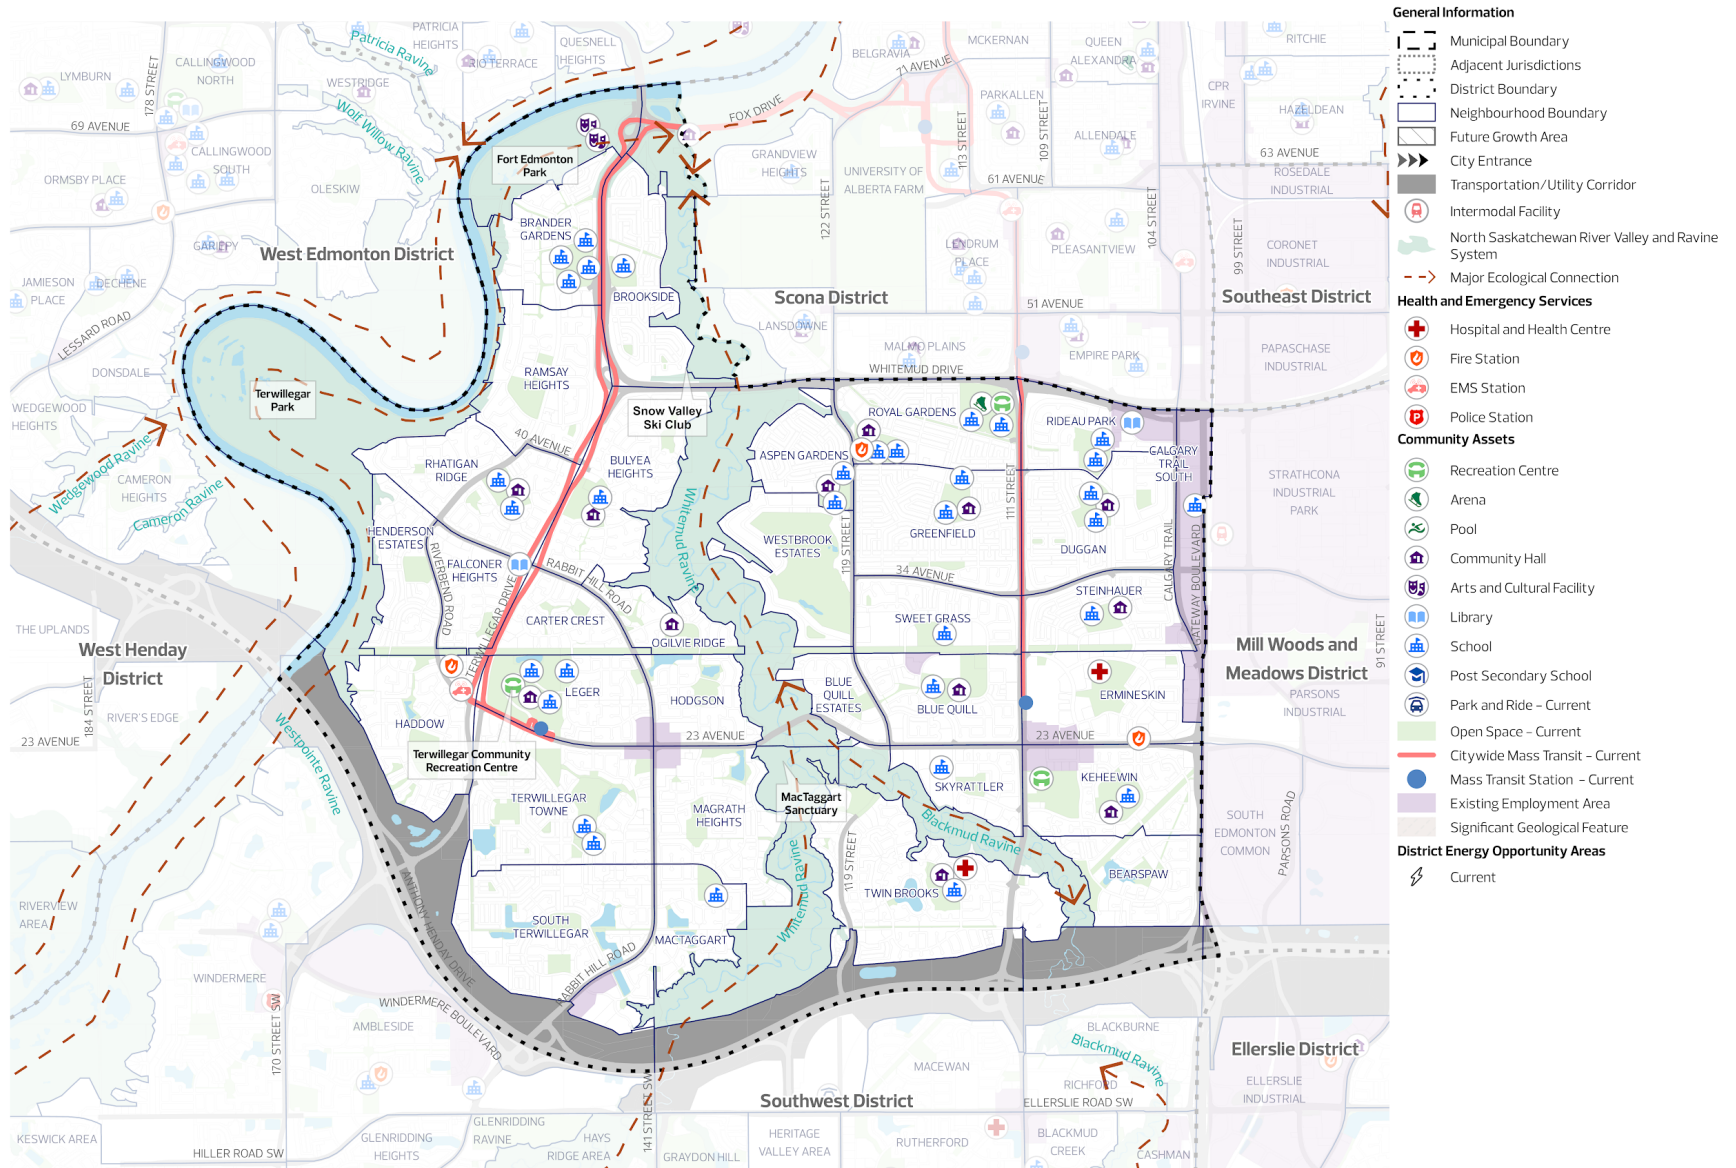 General Information
Municipal Boundary
Adjacent Jurisdictions
District Boundary
Neighbourhood Boundary
Future Growth Area
City Entrance
Transportation/Utility Corridor
Intermodal Facility
North Saskatchewan River Valley and Ravine
System
Major Ecological Connection
Health and Emergency Services
Hospital and Health Centre
Fire Station
EMS Station
Police Station
Community Assets
Recreation Centre
Arena
Pool
Community Hall
Arts and Cultural Facility
Library
School
Post Secondary School
Park and Ride – Current
Open Space – Current
Citywide Mass Transit – Current
Mass Transit Station – Current
Existing Employment Area
Significant Geological Feature
District Energy Opportunity Areas
Current
PATRICIA
HEIGHTS
Patricia Ravine
RIO TERRACE
QUESNELL
HEIGHTS
BELGRAVIA
MCKERNAN
QUEEN
ALEXANDRA
RITCHIE
LYMBURN
178 STREET
CALLINGWOOD
NORTH
WESTRIDGE
71 AVENUE
CPR
IRVINE
Wolf Willow Ravine
FOX DRIVE
PARKALLEN
109 STREET
HAZELDEAN
69 AVENUE
CALLINGWOOD
SOUTH
113 STREET
ALLENDALE
63 AVENUE
Fort Edmonton
Park
GRANDVIEW
HEIGHTS
ORMSBY PLACE
OLESKIW
UNIVERSITY OF
ALBERTA FARM
61 AVENUE
ROSEDALE
INDUSTRIAL
122 STREET
104 STREET
99 STREET
BRANDER
GARDENS
GARIEPY
West Edmonton District
LENDRUM
PLACE
PLEASANTVIEW
CORONET
INDUSTRIAL
JAMIESON
PLACE
DECHENE
BROOKSIDE
Scona District
51 AVENUE
Southeast District
LESSARD ROAD
LANSDOWNE
MALMO PLAINS
EMPIRE PARK
PAPASCHASE
INDUSTRIAL
DONSDALE
RAMSAY
HEIGHTS
WHITEMUD DRIVE
Terwillegar
Park
WEDGEWOOD
HEIGHTS
Snow Valley
Ski Club
ROYAL GARDENS
RIDEAU PARK
Wedgewood Ravine
40 AVENUE
ASPEN GARDENS
CALGARY
TRAIL
SOUTH
RHATIGAN
RIDGE
BULYEA
HEIGHTS
CAMERON
HEIGHTS
Cameron Ravine
111 STREET
STRATHCONA
INDUSTRIAL
PARK
Whitemud Ravine
HENDERSON
ESTATES
WESTBROOK
ESTATES
119 STREET
GREENFIELD
DUGGAN
CALGARY TRAIL
GATEWAY BOULEVARD
FALCONER
HEIGHTS
RIVERBEND ROAD
RABBIT HILL ROAD
34 AVENUE
STEINHAUER
TERWILLEGAR DRIVE
CARTER CREST
SWEET GRASS
THE UPLANDS
OGILVIE RIDGE
91 STREET
West Henday
District
Mill Woods and
Meadows District
184 STREET
LEGER
HODGSON
BLUE
QUILL
ESTATES
BLUE QUILL
ERMINESKIN
PARSONS
INDUSTRIAL
RIVER'S EDGE
HADDOW
23 AVENUE
23 AVENUE
23 AVENUE
Westpointe Ravine
Terwillegar Community
Recreation Centre
KEHEEWIN
SKYRATTLER
TERWILLEGAR
TOWNE
MAGRATH
HEIGHTS
MacTaggart
Sanctuary
Blackmud Ravine
SOUTH
EDMONTON
COMMON
PARSONS ROAD
Whitemud Ravine
119 STREET
TWIN BROOKS
BEARSPAW
ANTHONY HENDAY DRIVE
RIVERVIEW
AREA
SOUTH
TERWILLEGAR
MACTAGGART
RABBIT HILL ROAD
WINDERMERE
WINDERMERE BOULEVARD
170 STREET SW
AMBLESIDE
BLACKBURNE
Blackmud Ravine
Ellerslie District
MACEWAN
RICHFORD
ELLERSLIE
INDUSTRIAL
141 STREET SW
Southwest District
ELLERSLIE ROAD SW
KESWICK AREA
HILLER ROAD SW
GLENRIDDING
HEIGHTS
GLENRIDDING
RAVINE
HAYS
RIDGE AREA
GRAYDON HILL
HERITAGE
VALLEY AREA
RUTHERFORD
BLACKMUD
CREEK
CASHMAN